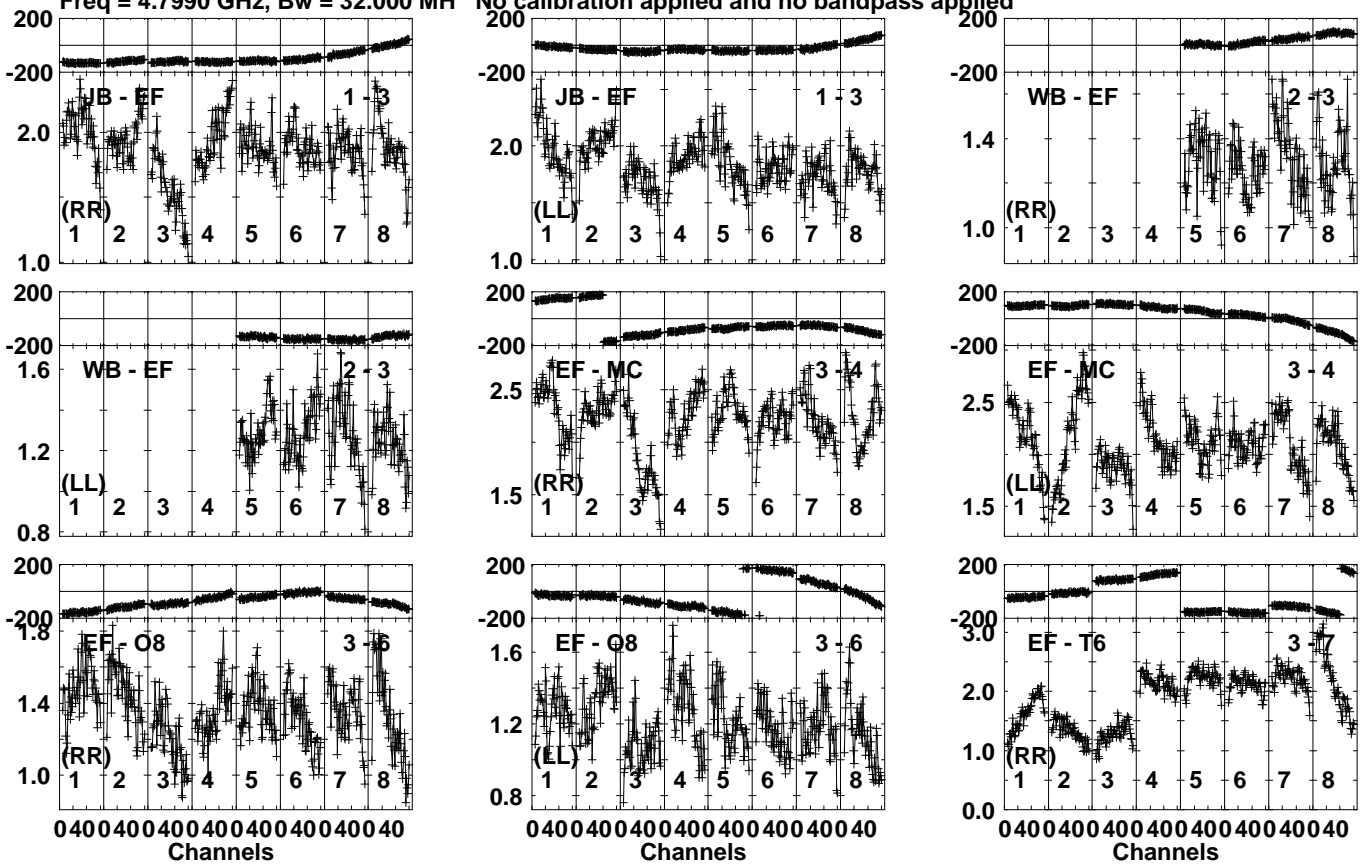 Freq = 4.7990 GHz, Bw = 32.000 MH No calibration applied and no bandpass applied
200 200 200
-200 -200 -200
JB - EF 1 - 3 JB - EF 1 - 3 WB - EF 2 - 3
2.0 2.0 1.4
(RR) (LL) (RR)
1 2 3 4 5 6 7 8 1 2 3 4 5 6 7 8 1 2 3 4 5 6 7 8
1.0 1.0 1.0
200 200 200
-200 -200 -200
WB - EF 2 - 3 EF - MC 3 - 4 EF - MC 3 - 4
1.6 2.5 2.5
1.2
(LL) (RR) (LL)
1.5 1.5
1 2 3 4 5 6 7 8 1 2 3 4 5 6 7 8 1 2 3 4 5 6 7 8
0.8
200 200 200
-200 -200 -200
1.8 EF - O8 3 - 6 EF - O8 3 - 6 EF - T6 3 - 7
1.6 3.0
1.4 2.0
1.2
(RR) (LL) (RR)
1.0 1.0
1 2 3 4 5 6 7 8 1 2 3 4 5 6 7 8 1 2 3 4 5 6 7 8
0.8 0.0
0 40 0 40 0 40 0 40 0 40 0 40 0 40 0 40 0 40 0 40 0 40 0 40 0 40 0 40 0 40 0 40 0 40 0 40 0 40 0 40 0 40 0 40 0 40 0 40
Channels Channels Channels